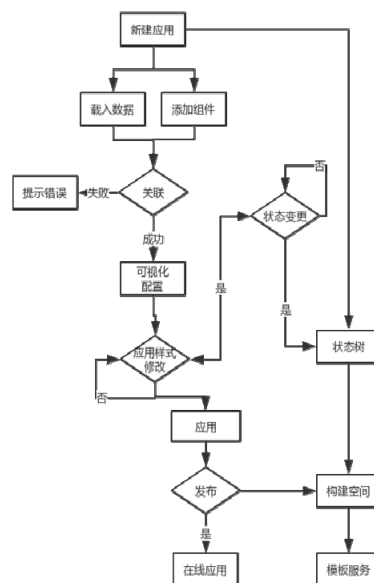 新建应用
载入数据
添加组件
否
提示错误
失败
关联
状态变更
成功
可视化
配置
是
是
应用样式
修改
状态树
否
应用
发布
构建空间
是
在线应用
模板服务